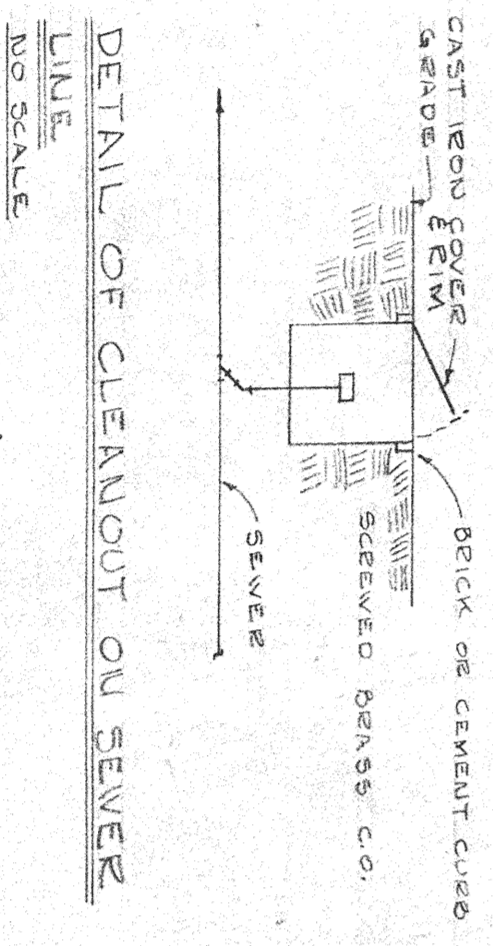 CAST IRON COVER
& RIM
GRADE
BRICK OR CEMENT CURB
SCREWED BRASS C.O.
SEWER
DETAIL OF CLEANOUT ON SEWER
LINE
NO SCALE